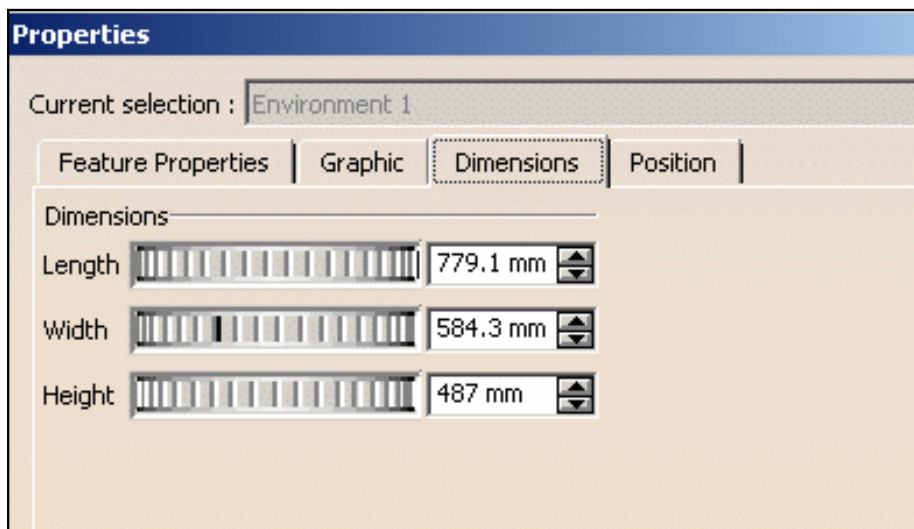 Properties
Current selection : Environment 1
Feature Properties Graphic Dimensions Position
Dimensions
Length 779.1 mm
Width 584.3 mm
Height 487 mm